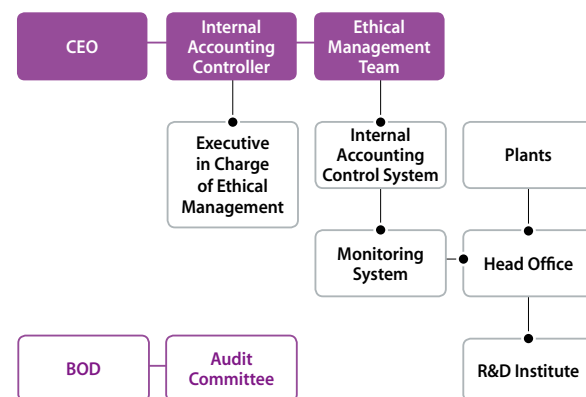 CEO
Internal
Accounting
Controller
Ethical
Management
Team
Executive
in Charge
of Ethical
Management
Internal
Accounting
Control System
Plants
Monitoring
System
Head Office
BOD
Audit
Committee
R&D Institute